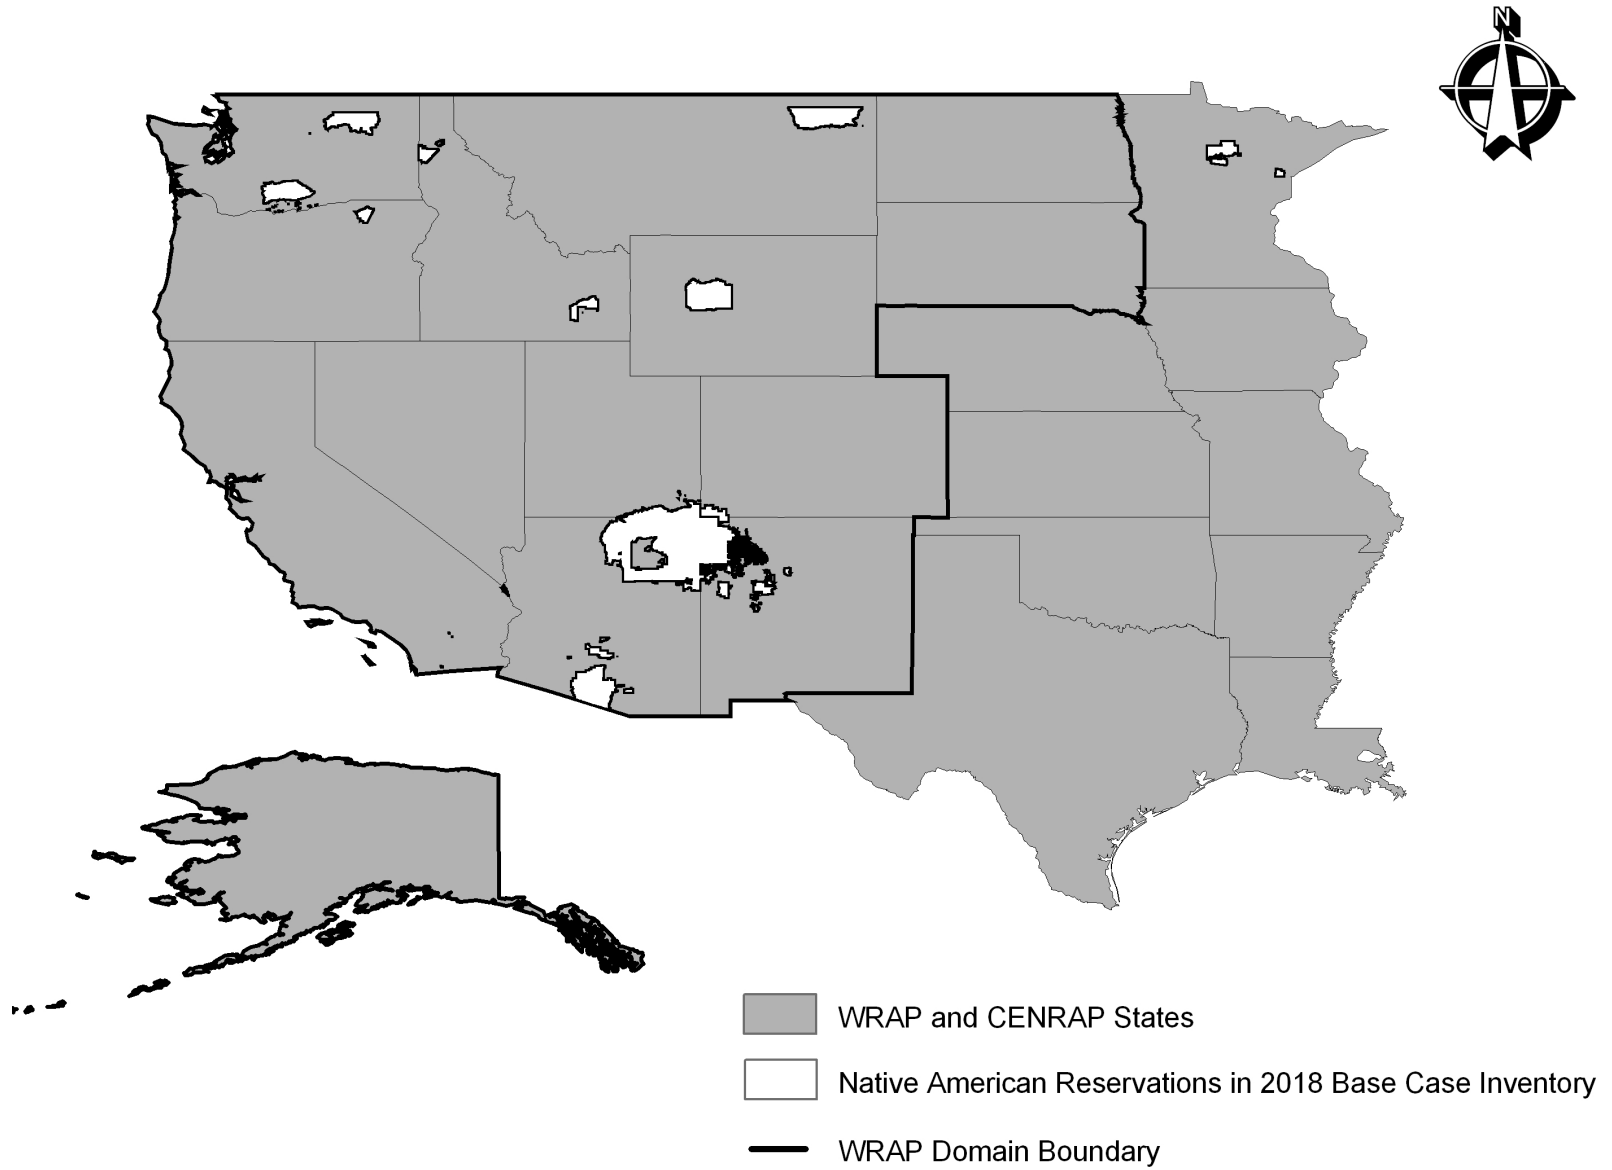 N
WRAP and CENRAP States
Native American Reservations in 2018 Base Case Inventory
WRAP Domain Boundary